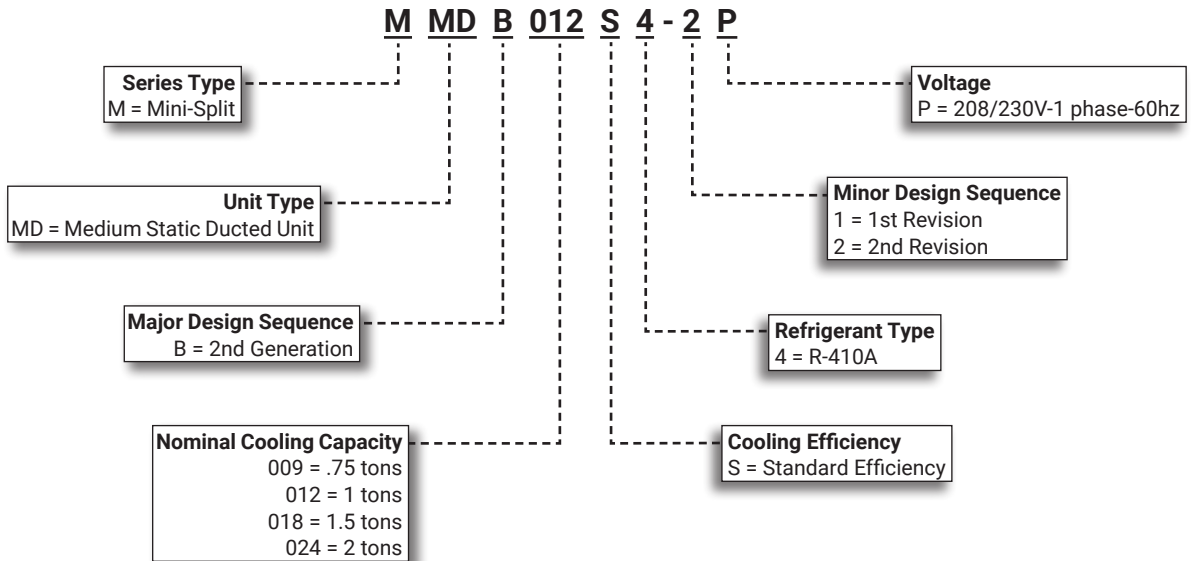 M MD B 012 S 4 - 2 P
Series Type
M = Mini-Split
Voltage
P = 208/230V-1 phase-60hz
Unit Type
MD = Medium Static Ducted Unit
Minor Design Sequence
1 = 1st Revision
2 = 2nd Revision
Major Design Sequence
B = 2nd Generation
Refrigerant Type
4 = R-410A
Nominal Cooling Capacity
009 = .75 tons
012 = 1 tons
018 = 1.5 tons
024 = 2 tons
Cooling Efficiency
S = Standard Efficiency